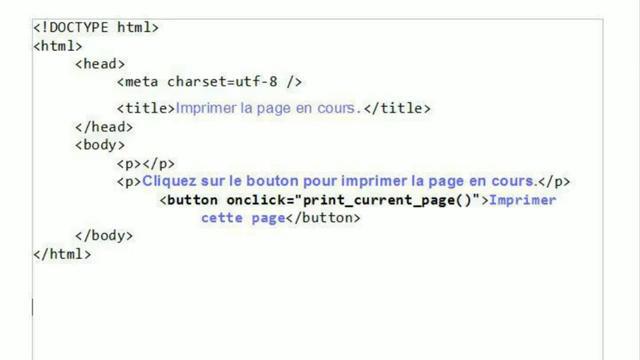 <!DOCTYPE html>
<html>
<head>
<meta charset=utf-8 />
<title>Imprimer la page en cours.</title>
</head>
<body>
<p></p>
<p>Cliquez sur le bouton pour imprimer la page en cours.</p>
<button onclick="print_current_page()">Imprimer
cette page</button>
</body>
</html>